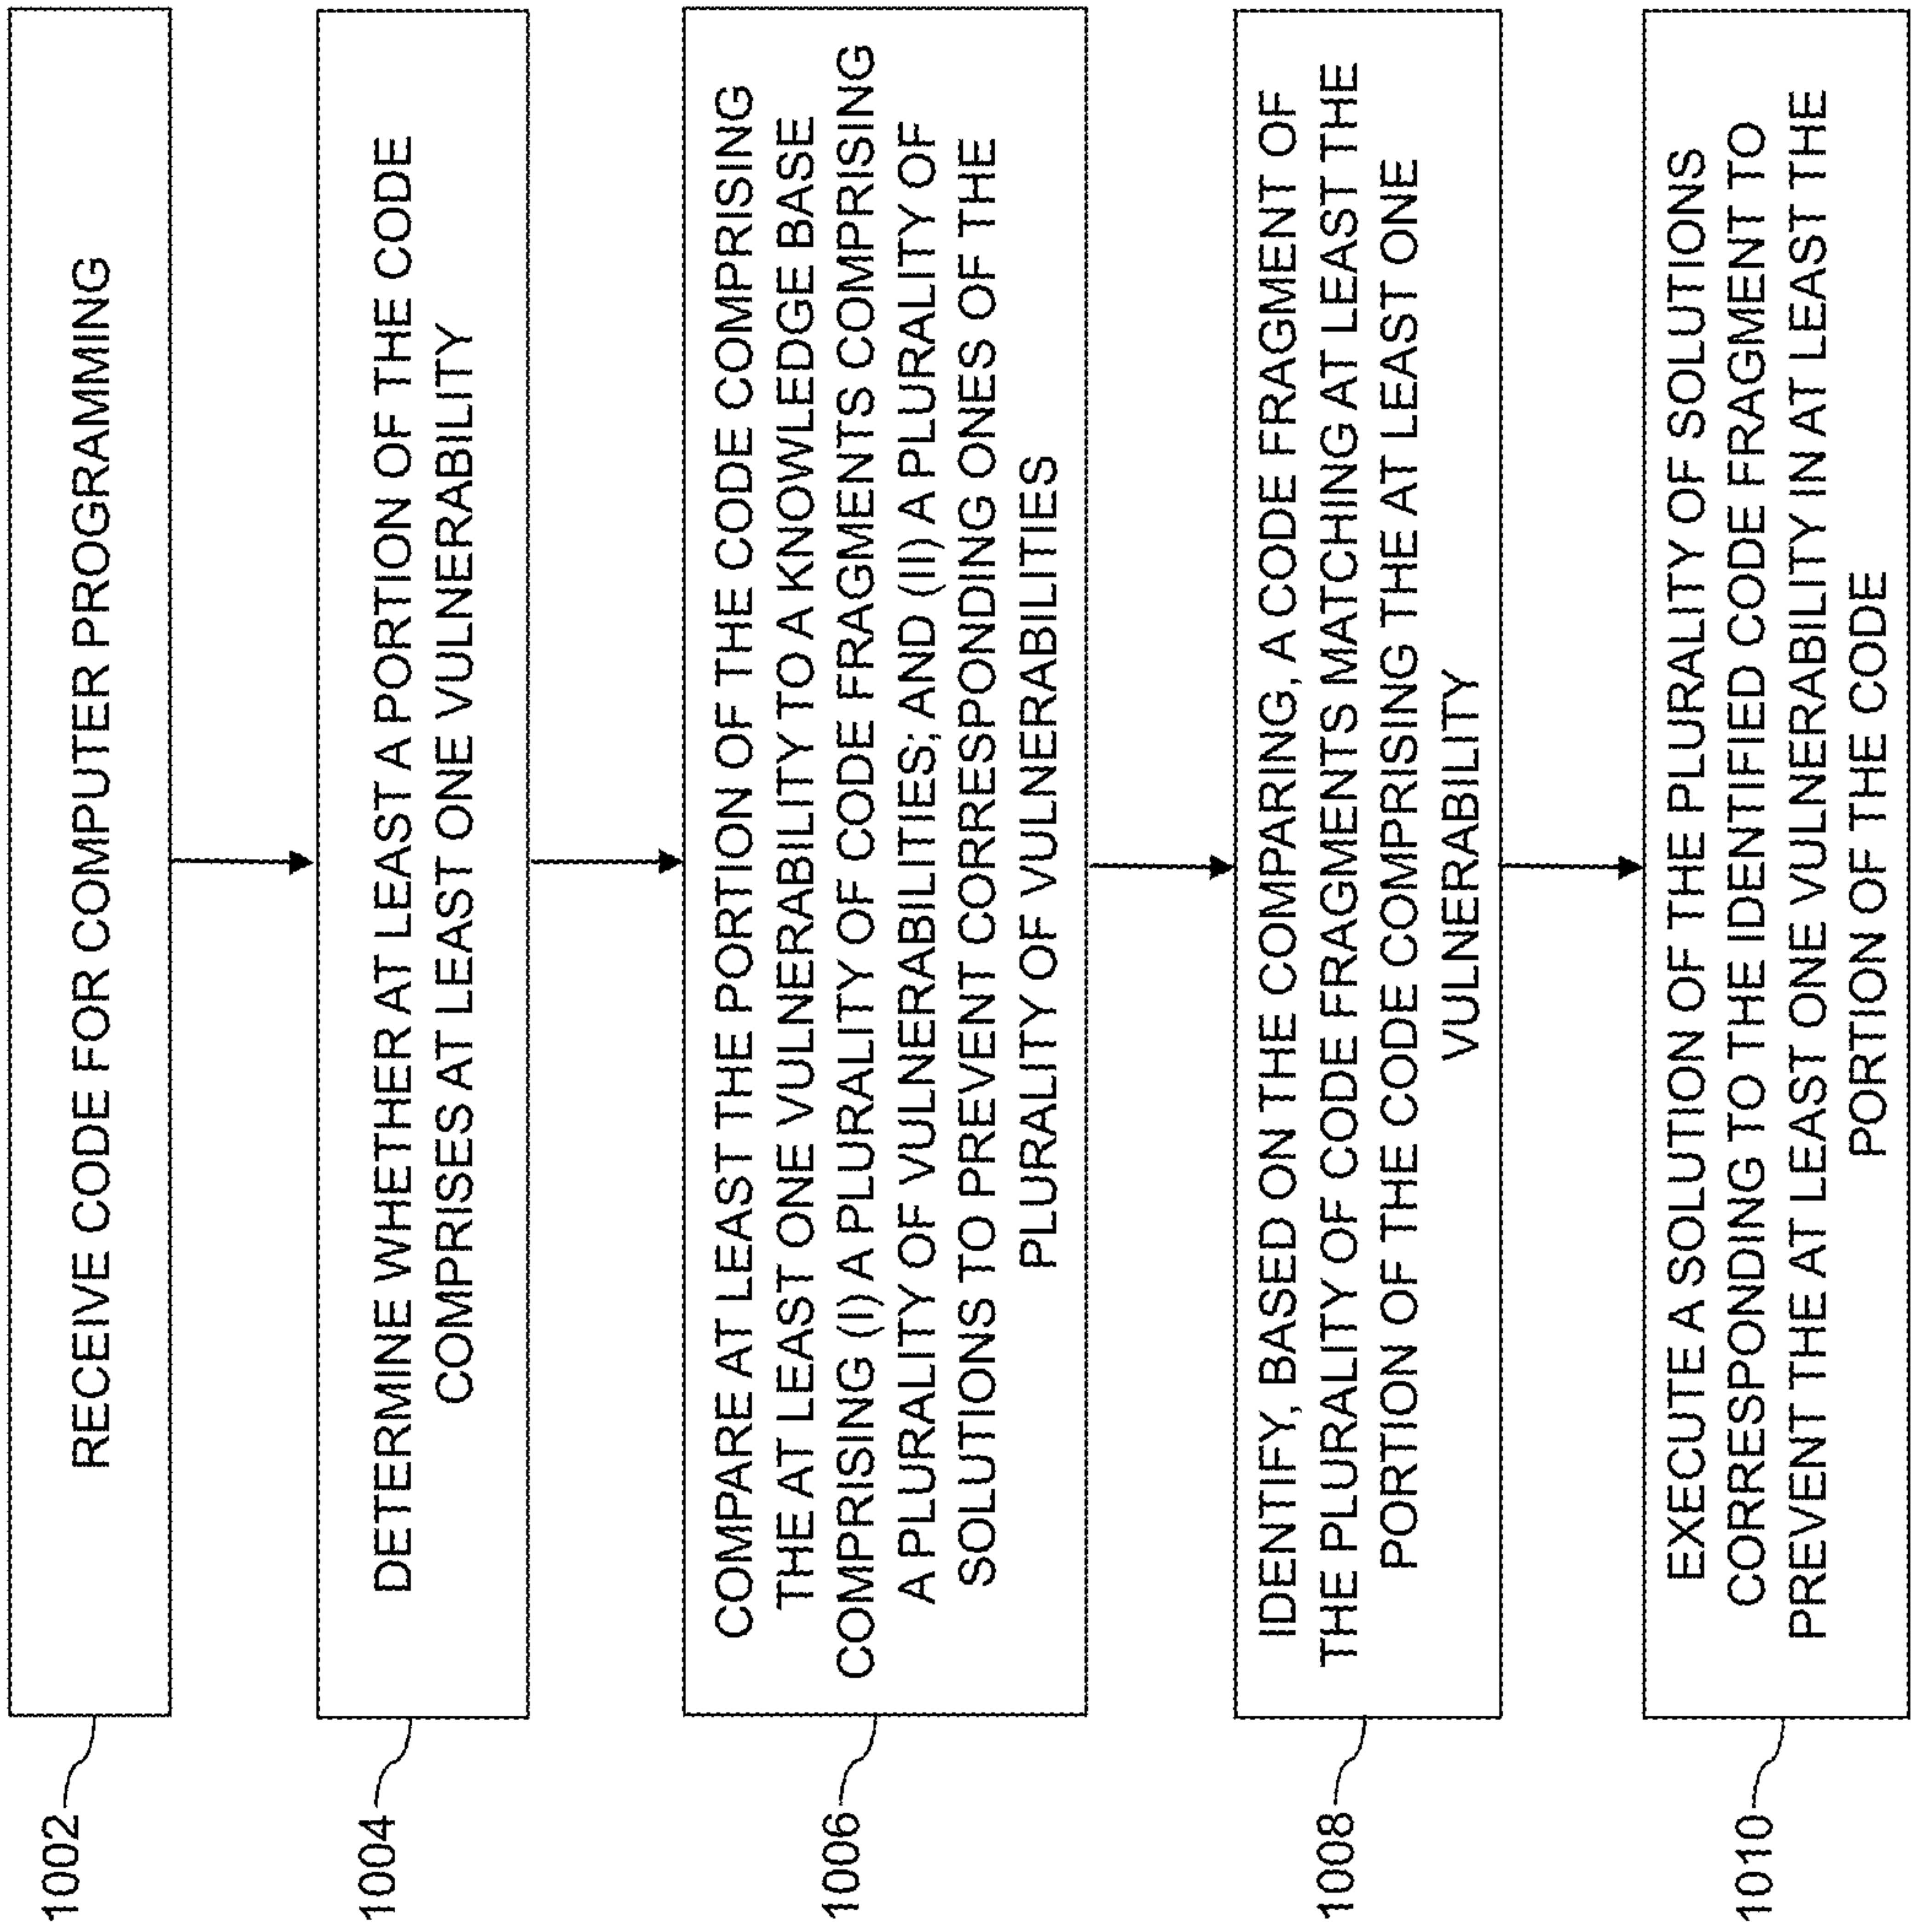 1002
RECEIVE CODE FOR COMPUTER PROGRAMMING
1004
DETERMINE WHETHER AT LEAST A PORTION OF THE CODE
COMPRISES AT LEAST ONE VULNERABILITY
1006
COMPARE AT LEAST THE PORTION OF THE CODE COMPRISING
THE AT LEAST ONE VULNERABILITY TO A KNOWLEDGE BASE
COMPRISING (I) A PLURALITY OF CODE FRAGMENTS COMPRISING
A PLURALITY OF VULNERABILITIES; AND (II) A PLURALITY OF
SOLUTIONS TO PREVENT CORRESPONDING ONES OF THE
PLURALITY OF VULNERABILITIES
1008
IDENTIFY, BASED ON THE COMPARING, A CODE FRAGMENT OF
THE PLURALITY OF CODE FRAGMENTS MATCHING AT LEAST THE
PORTION OF THE CODE COMPRISING THE AT LEAST ONE
VULNERABILITY
1010
EXECUTE A SOLUTION OF THE PLURALITY OF SOLUTIONS
CORRESPONDING TO THE IDENTIFIED CODE FRAGMENT TO
PREVENT THE AT LEAST ONE VULNERABILITY IN AT LEAST THE
PORTION OF THE CODE